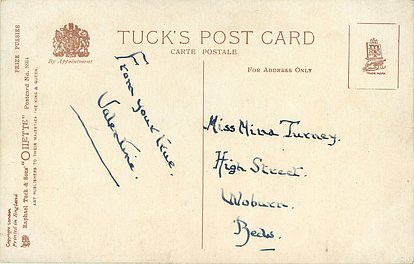 TUCK'S POST CARD
CARTE POSTALE
By Appointment
FOR ADDRESS ONLY
TRADE MARK
From your true
Valentine.
Miss Mina Turney.
High Street.
Woburn.
Beds.
PRIZE PUSSIES
Raphael Tuck & Sons' "OILETTE" Postcard No. 8864
ART PUBLISHERS TO THEIR MAJESTIES THE KING & QUEEN.
Copyright London
Printed in England